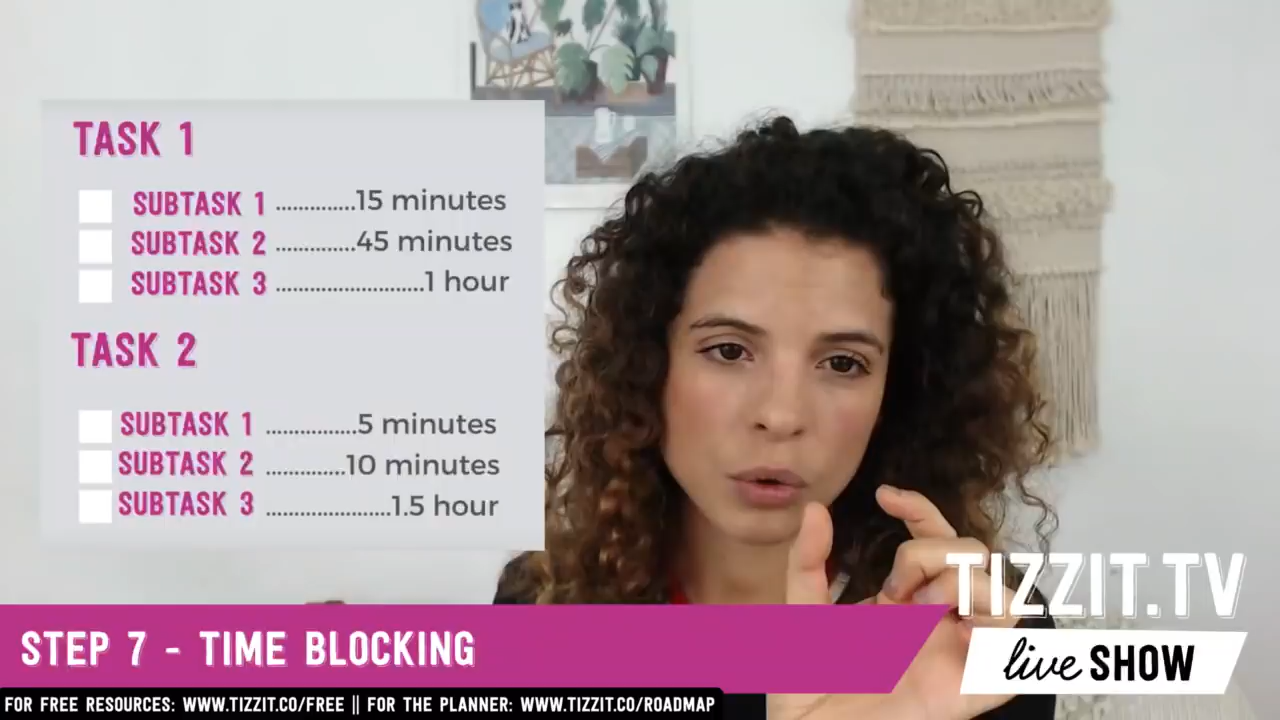 TASK 1
SUBTASK 1 ..............15 minutes
SUBTASK 2 ..............45 minutes
SUBTASK 3 ..........................1 hour
TASK 2
SUBTASK 1 ................5 minutes
SUBTASK 2 ..............10 minutes
SUBTASK 3 ......................1.5 hour
TIZZIT.TV
live SHOW
STEP 7 - TIME BLOCKING
FOR FREE RESOURCES: WWW.TIZZIT.CO/FREE || FOR THE PLANNER: WWW.TIZZIT.CO/ROADMAP